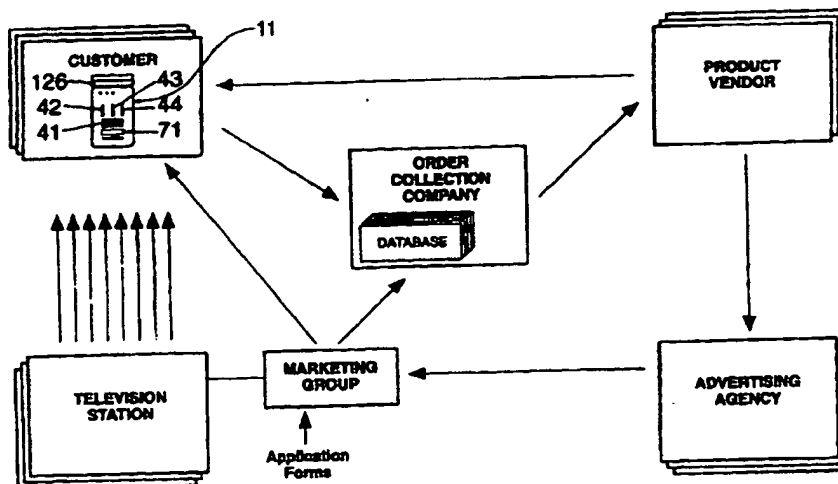 11
CUSTOMER
126
43
42
44
41
71
PRODUCT
VENDOR
ORDER
COLLECTION
COMPANY
DATABASE
TELEVISION
STATION
MARKETING
GROUP
Application
Forms
ADVERTISING
AGENCY